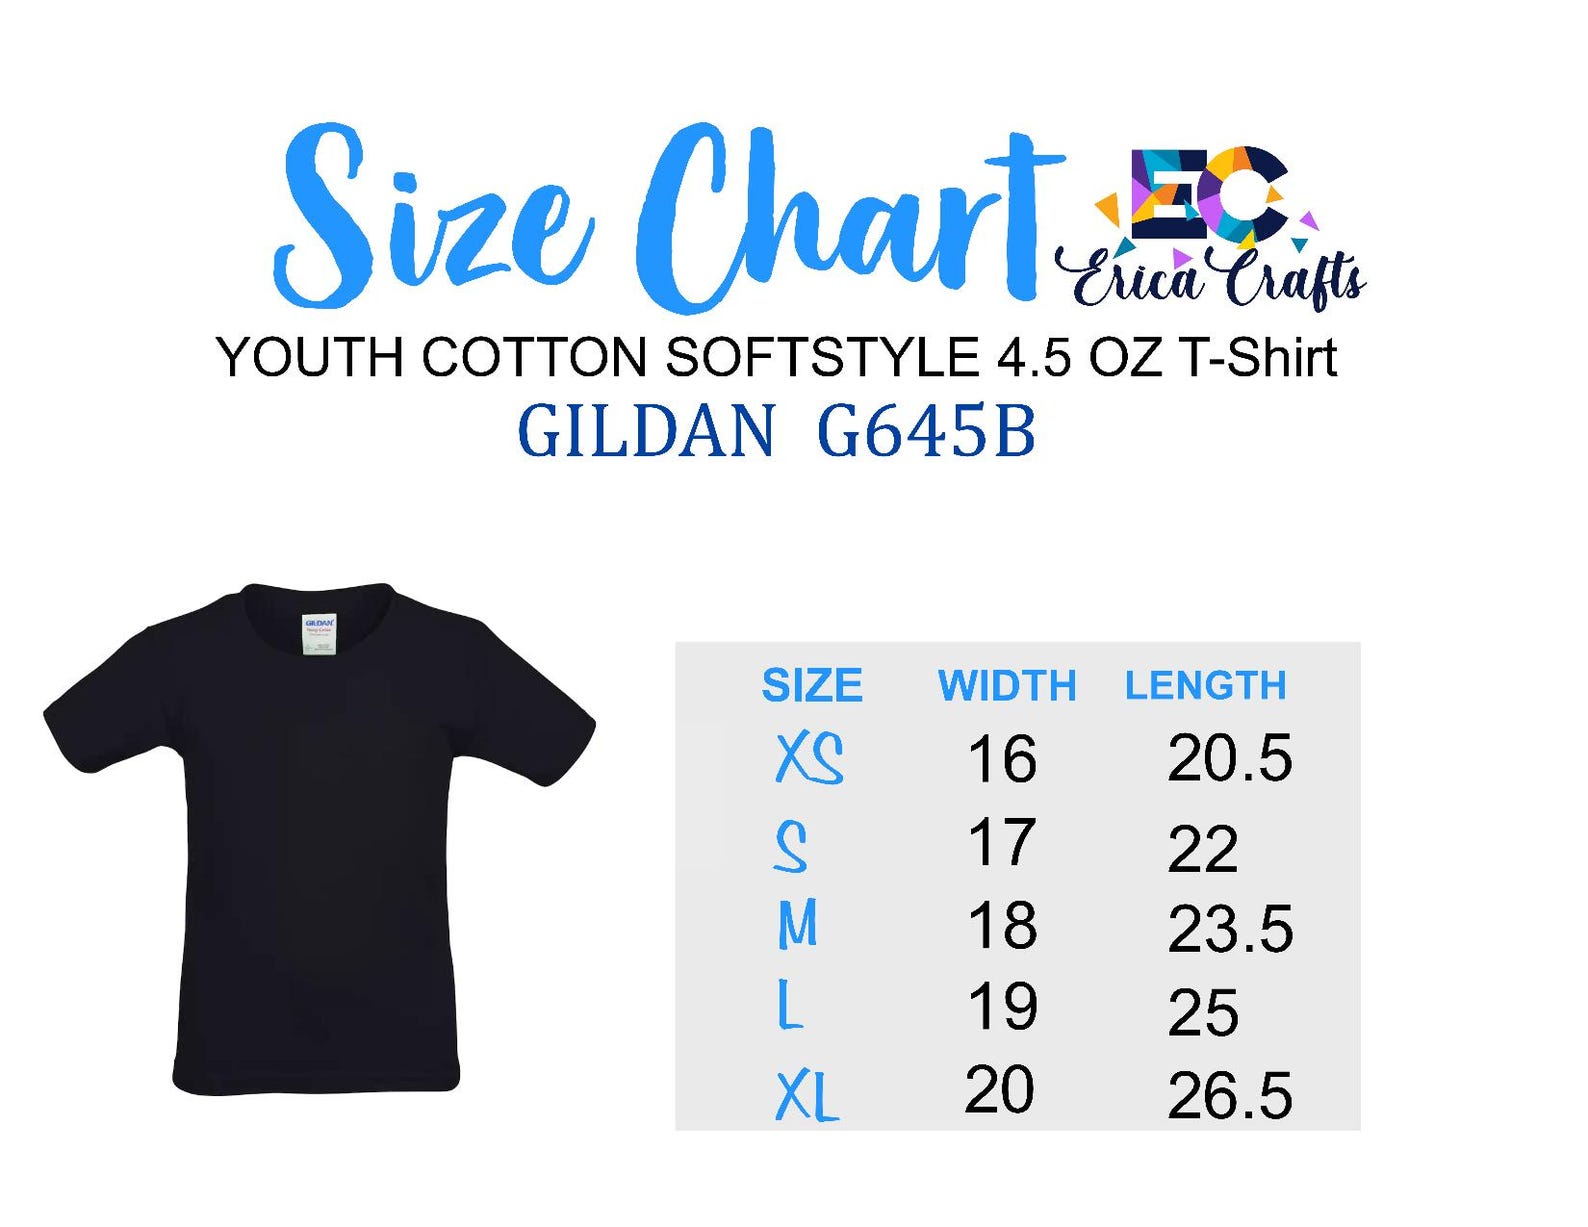 Size Chart
EC
Erica Crafts
YOUTH COTTON SOFTSTYLE 4.5 OZ T-Shirt
GILDAN G645B
GILDAN
SIZE WIDTH LENGTH
XS 16 20.5
S 17 22
M 18 23.5
L 19 25
XL 20 26.5